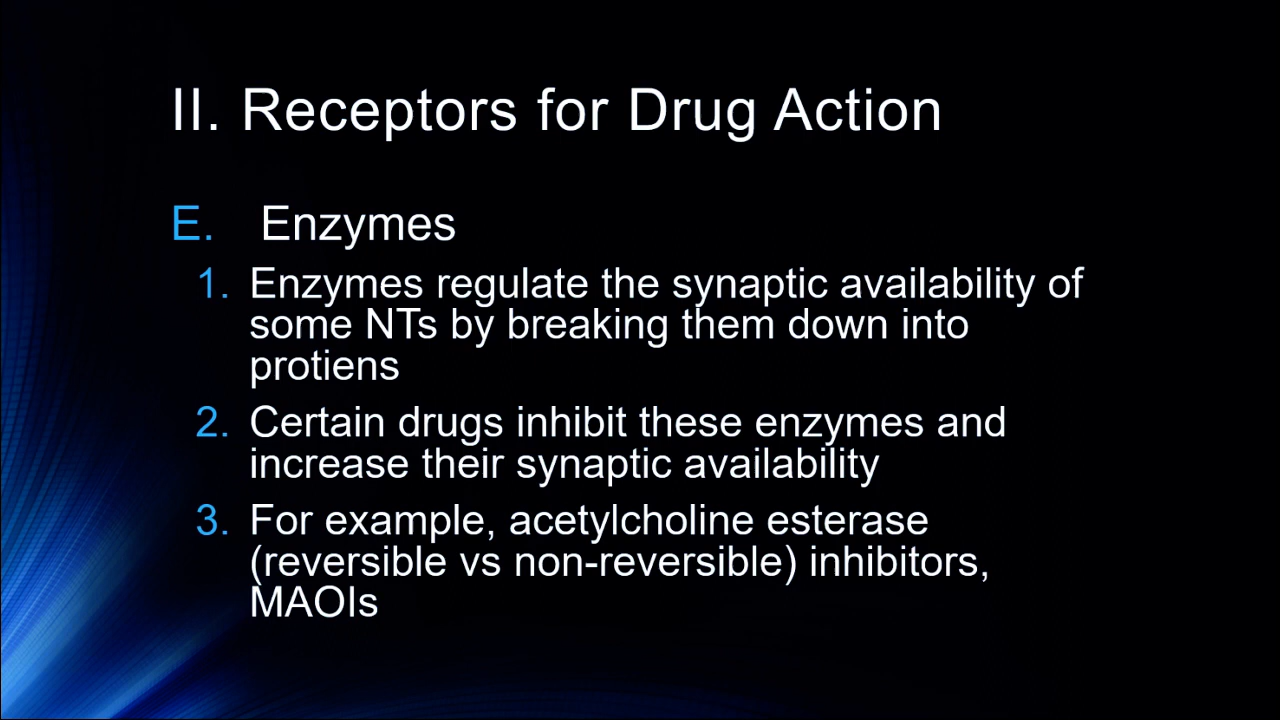 II. Receptors for Drug Action
E. Enzymes
1. Enzymes regulate the synaptic availability of
some NTs by breaking them down into
protiens
2. Certain drugs inhibit these enzymes and
increase their synaptic availability
3. For example, acetylcholine esterase
(reversible vs non-reversible) inhibitors,
MAOIs